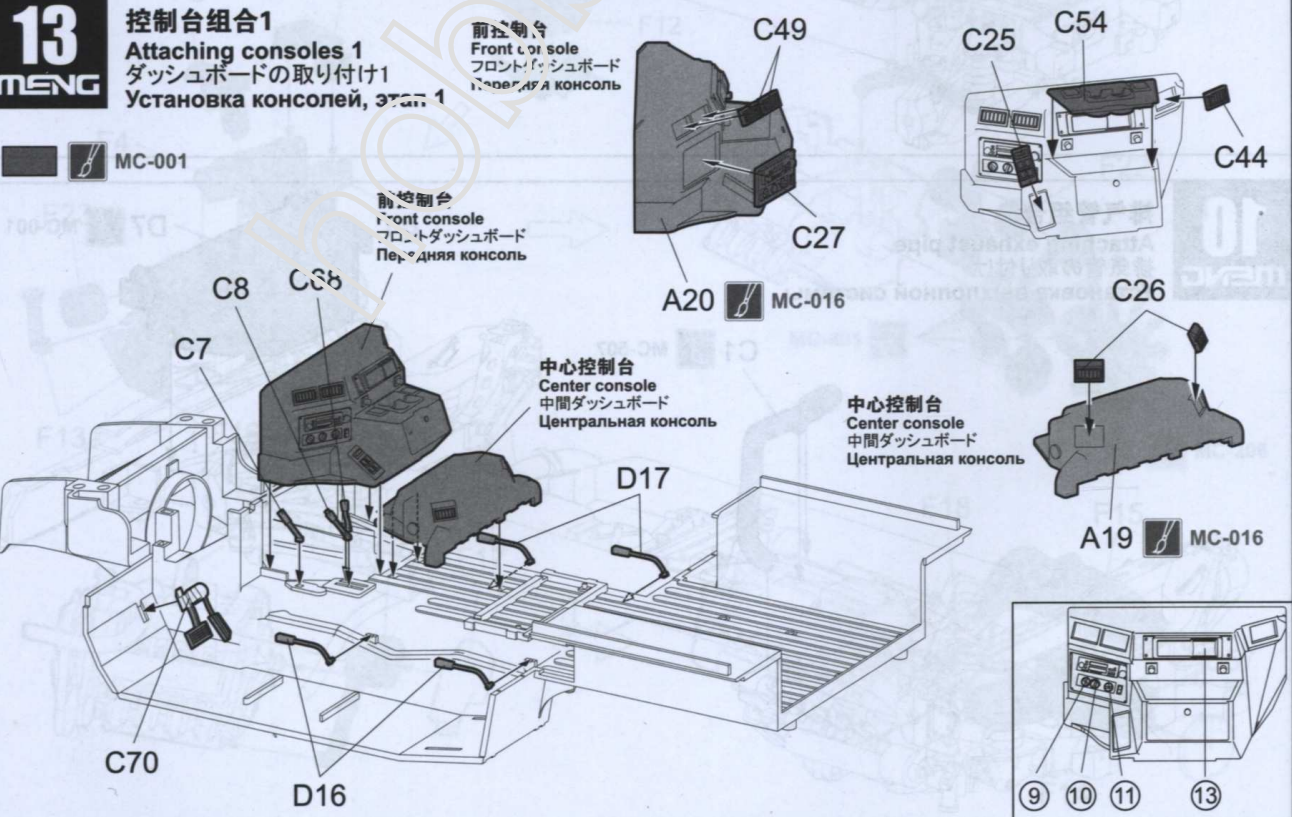 13
MENG
控制台组合1
Attaching consoles 1
ダッシュボードの取り付け1
Установка консолей, этап 1
MC-001
前控制台
Front console
フロントダッシュボード
Передняя консоль
C49
C27
A20
MC-016
C25
C54
C44
前控制台
Front console
フロントダッシュボード
Передняя консоль
C8
C68
C7
中心控制台
Center console
中間ダッシュボード
Центральная консоль
D17
C26
中心控制台
Center console
中間ダッシュボード
Центральная консоль
A19
MC-016
C70
D16
⑨ ⑩ ⑪ ⑬